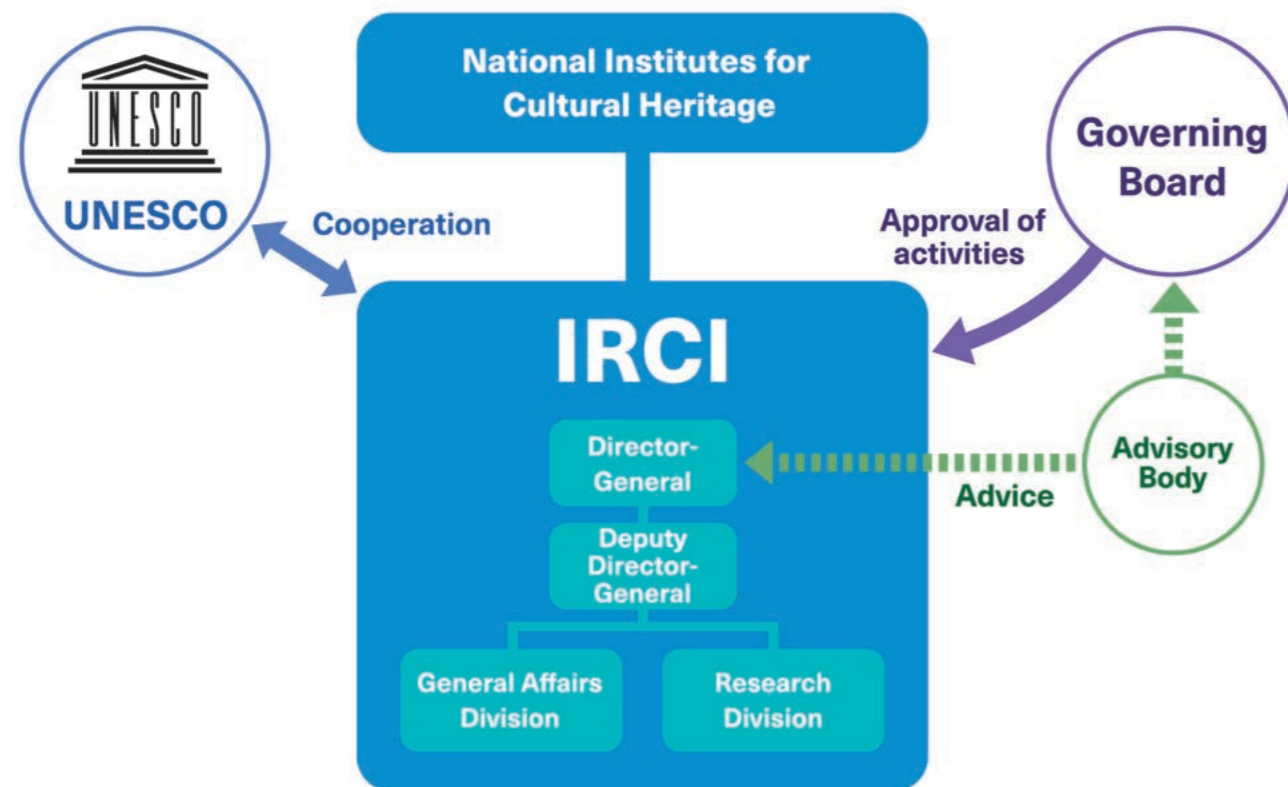 National Institutes for
Cultural Heritage
UNESCO
UNESCO
Cooperation
Governing
Board
Approval of
activities
IRCI
Director-
General
Advisory
Body
Advice
Deputy
Director-
General
General Affairs
Division
Research
Division